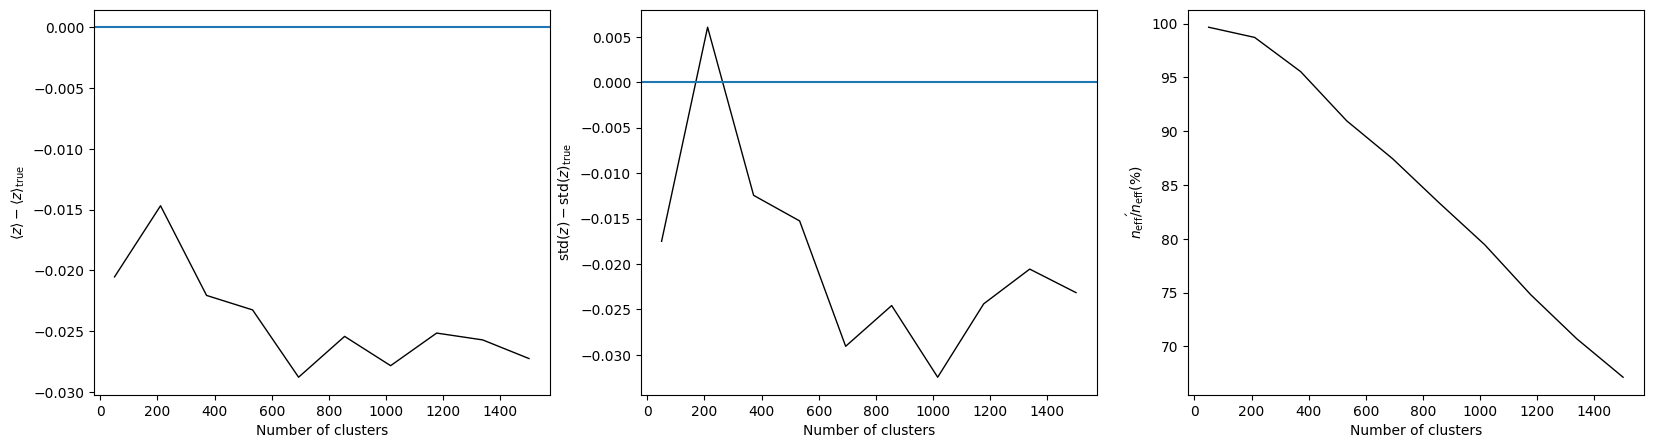 0.000
−0.005
−0.010
−0.015
−0.020
−0.025
−0.030
⟨z⟩ − ⟨z⟩true
0 200 400 600 800 1000 1200 1400
Number of clusters
0.005
0.000
−0.005
−0.010
−0.015
−0.020
−0.025
−0.030
std(z) − std(z)true
0 200 400 600 800 1000 1200 1400
Number of clusters
100
95
90
85
80
75
70
n′eff/neff(%)
0 200 400 600 800 1000 1200 1400
Number of clusters